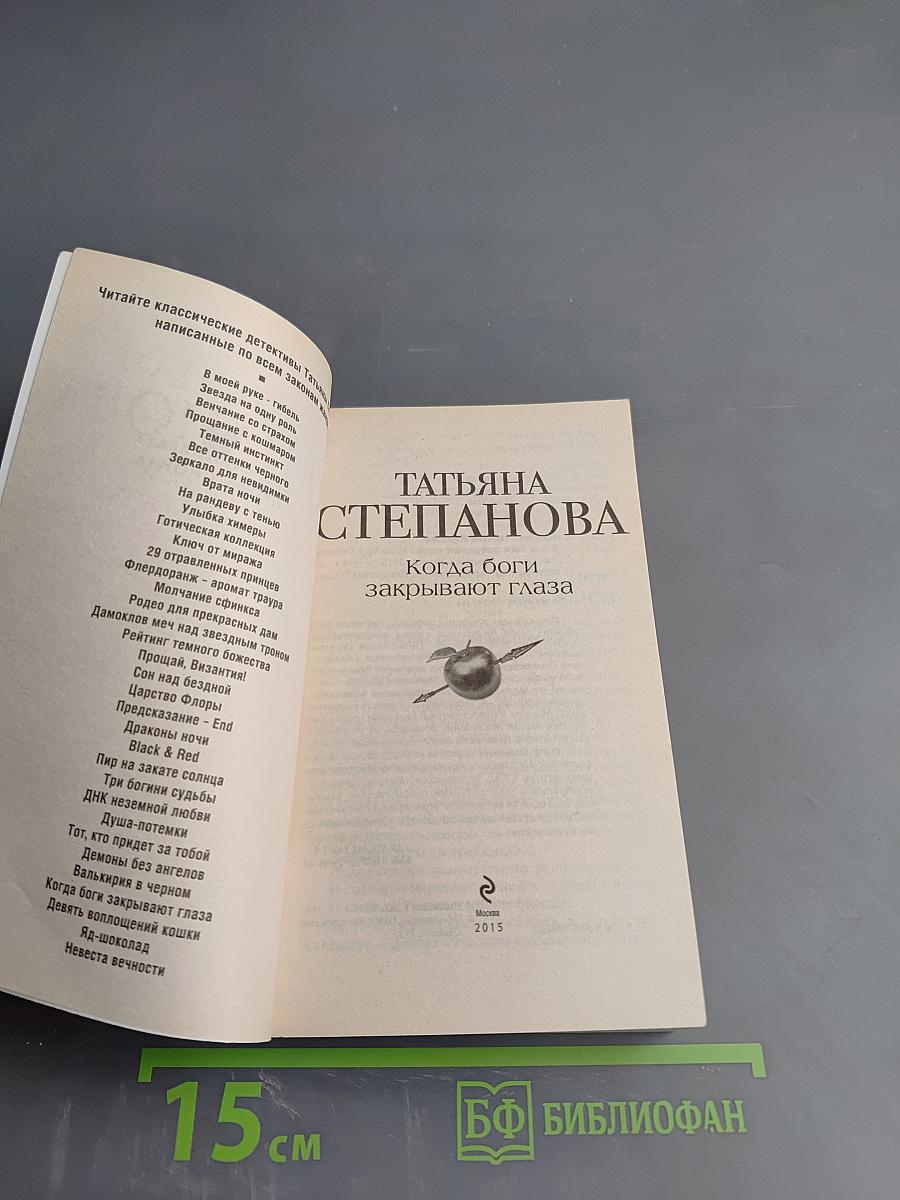 Читайте классические детективы Татьяны
написанные по всем законам
В моей руке - гибель
Звезда на одну роль
Венчание со страхом
Прощание с кошмаром
Темный инстинкт
Все оттенки черного
Зеркало для невидимки
Врата ночи
На рандеву с тенью
Улыбка химеры
Готическая коллекция
Ключ от миража
29 отравленных принцев
Флердоранж - аромат траура
Молчание сфинкса
Родео для прекрасных дам
Дамоклов меч над звездным троном
Рейтинг темного божества
Прощай, Византия!
Сон над бездной
Царство Флоры
Предсказание - End
Драконы ночи
Black & Red
Пир на закате солнца
Три богини судьбы
ДНК неземной любви
Душа-потемки
Тот, кто придет за тобой
Демоны без ангелов
Валькирия в черном
Когда боги закрывают глаза
Девять воплощений кошки
Яд-шоколад
Невеста вечности
ТАТЬЯНА
СТЕПАНОВА
Когда боги
закрывают глаза
Москва
2015
15 см
БФ БИБЛИОФАН